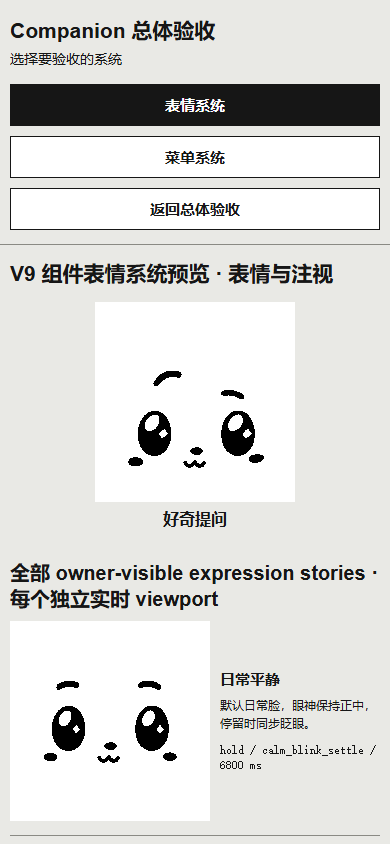 Companion 总体验收
选择要验收的系统
表情系统
菜单系统
返回总体验收
V9 组件表情系统预览 · 表情与注视
好奇提问
全部 owner-visible expression stories ·
每个独立实时 viewport
日常平静
默认日常脸，眼神保持正中，
停留时同步眨眼。
hold / calm_blink_settle /
6800 ms